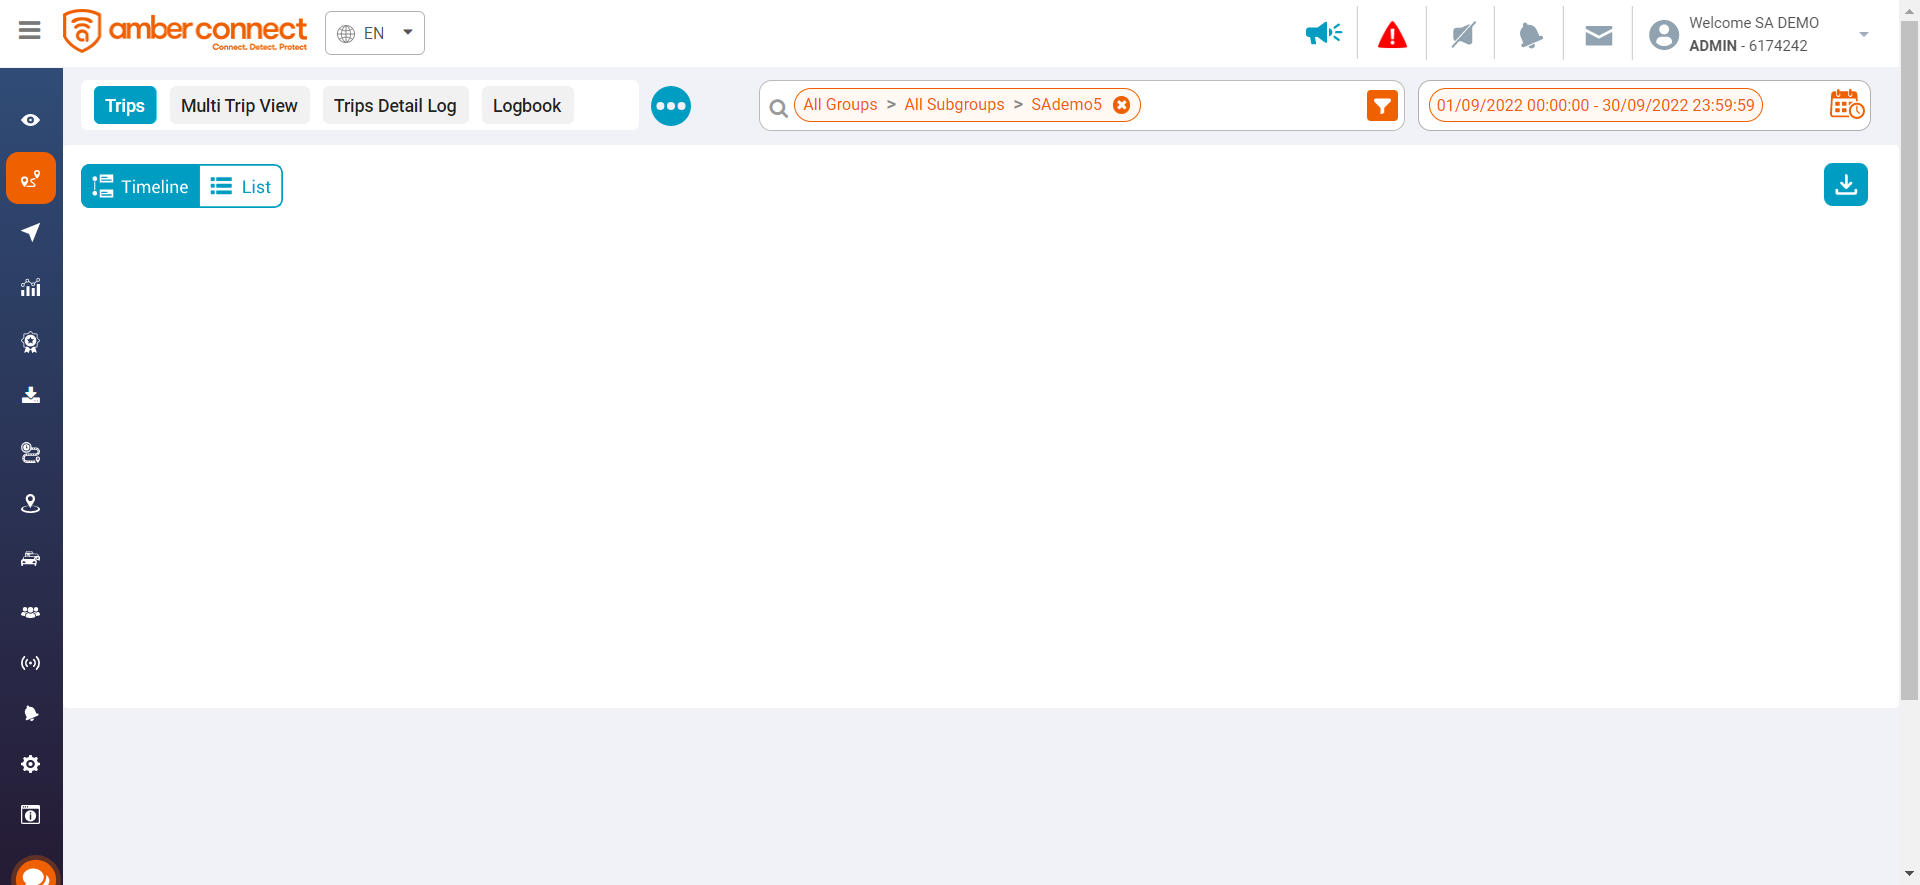 amber connect
Connect. Detect. Protect
EN
Welcome SA DEMO
ADMIN - 6174242
Trips
Multi Trip View
Trips Detail Log
Logbook
All Groups > All Subgroups > SAdemo5
01/09/2022 00:00:00 - 30/09/2022 23:59:59
Timeline
List